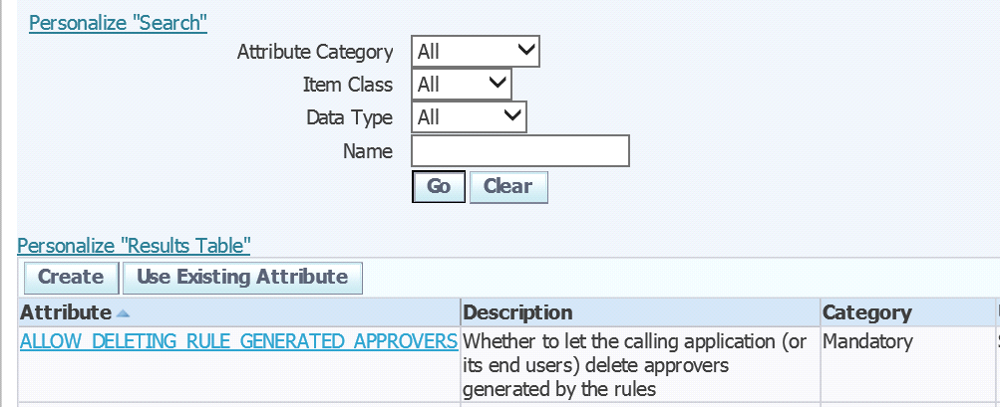 Personalize "Search"
Attribute Category All
Item Class All
Data Type All
Name
Go Clear
Personalize "Results Table"
Create Use Existing Attribute
Attribute Description Category
ALLOW_DELETING_RULE_GENERATED_APPROVERS Whether to let the calling application (or Mandatory
its end users) delete approvers
generated by the rules